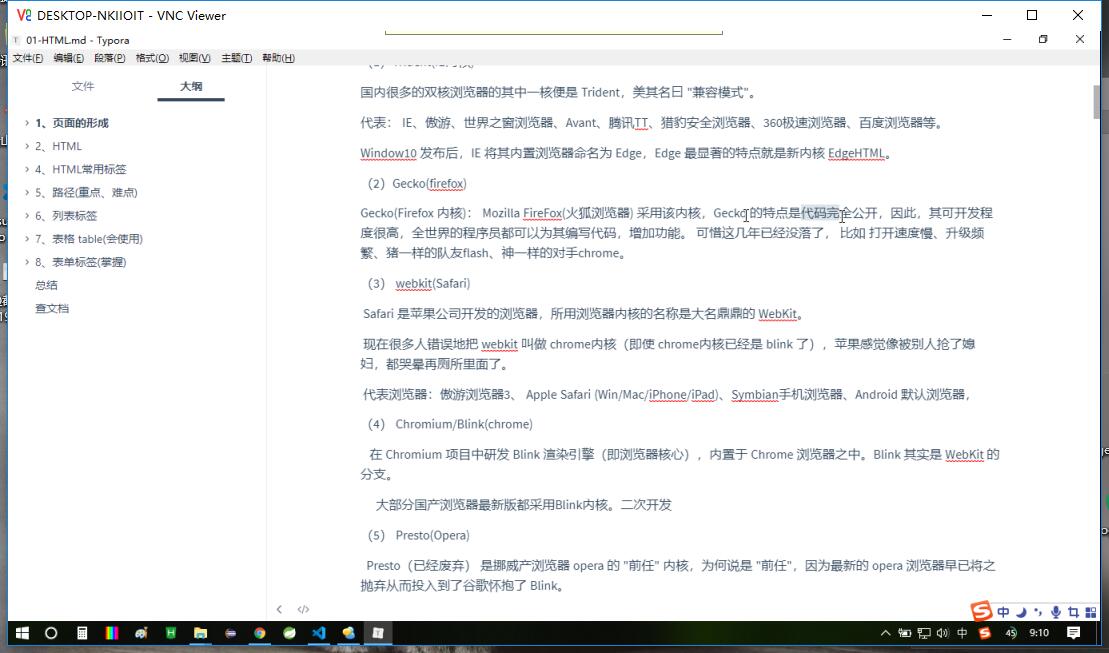 DESKTOP-NKIIOIT - VNC Viewer
01-HTML.md - Typora
文件(F) 编辑(E) 段落(P) 格式(O) 视图(V) 主题(T) 帮助(H)
文件 大纲
1、页面的形成
2、HTML
4、HTML常用标签
5、路径(重点、难点)
6、列表标签
7、表格 table(会使用)
8、表单标签(掌握)
总结
查文档
国内很多的双核浏览器的其中一核便是 Trident，美其名曰 "兼容模式"。
代表： IE、傲游、世界之窗浏览器、Avant、腾讯TT、猎豹安全浏览器、360极速浏览器、百度浏览器等。
Window10 发布后，IE 将其内置浏览器命名为 Edge，Edge 最显著的特点就是新内核 EdgeHTML。
（2）Gecko(firefox)
Gecko(Firefox 内核)： Mozilla FireFox(火狐浏览器) 采用该内核，Gecko 的特点是代码完全公开，因此，其可开发程
度很高，全世界的程序员都可以为其编写代码，增加功能。 可惜这几年已经没落了， 比如 打开速度慢、升级频
繁、猪一样的队友flash、神一样的对手chrome。
（3） webkit(Safari)
Safari 是苹果公司开发的浏览器，所用浏览器内核的名称是大名鼎鼎的 WebKit。
现在很多人错误地把 webkit 叫做 chrome内核（即使 chrome内核已经是 blink 了），苹果感觉像被别人抢了媳
妇，都哭晕再厕所里面了。
代表浏览器：傲游浏览器3、 Apple Safari (Win/Mac/iPhone/iPad)、Symbian手机浏览器、Android 默认浏览器，
（4） Chromium/Blink(chrome)
在 Chromium 项目中研发 Blink 渲染引擎（即浏览器核心），内置于 Chrome 浏览器之中。Blink 其实是 WebKit 的
分支。
大部分国产浏览器最新版都采用Blink内核。二次开发
（5） Presto(Opera)
Presto（已经废弃） 是挪威产浏览器 opera 的 "前任" 内核，为何说是 "前任"，因为最新的 opera 浏览器早已将之
抛弃从而投入到了谷歌怀抱了 Blink。
中
中 45 9:10